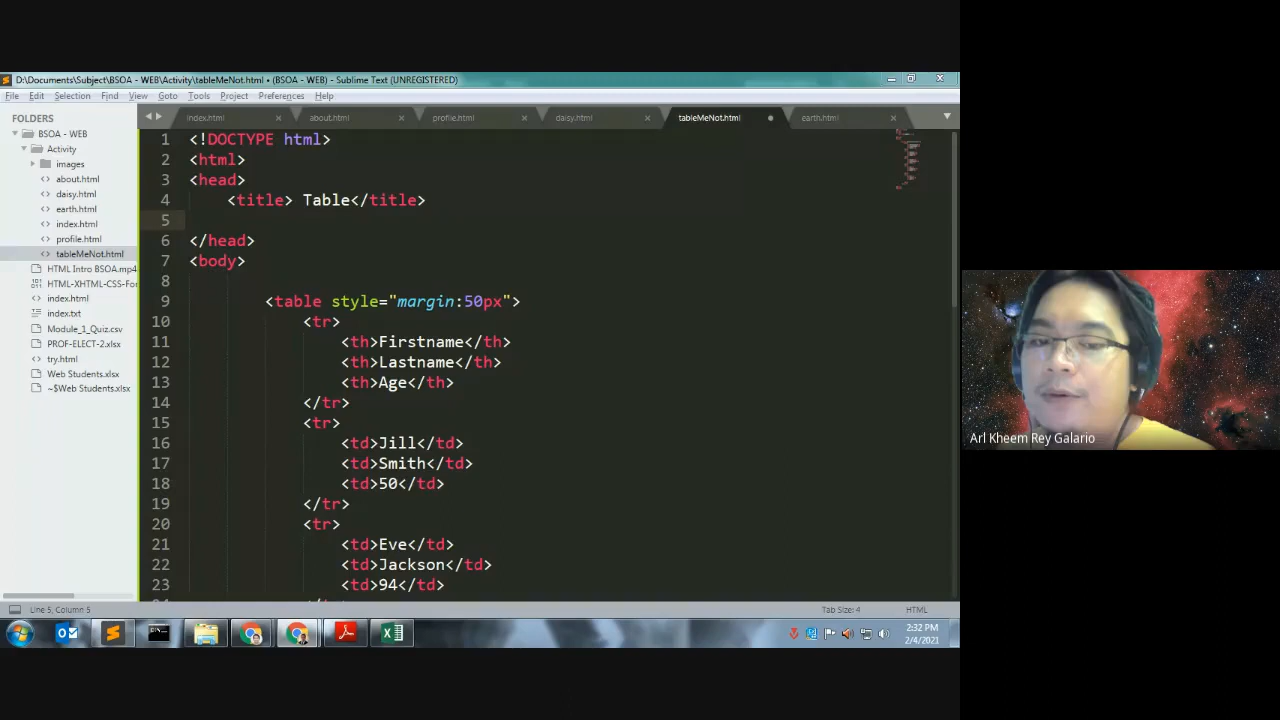 D:\Documents\Subject\BSOA - WEB\Activity\tableMeNot.html • (BSOA - WEB) - Sublime Text (UNREGISTERED)
File Edit Selection Find View Goto Tools Project Preferences Help
FOLDERS
BSOA - WEB
Activity
images
about.html
daisy.html
earth.html
index.html
profile.html
tableMeNot.html
HTML Intro BSOA.mp4
HTML-XHTML-CSS-For
index.html
index.txt
Module_1_Quiz.csv
PROF-ELECT-2.xlsx
try.html
Web Students.xlsx
~$Web Students.xlsx
index.html about.html profile.html daisy.html tableMeNot.html earth.html
1 <!DOCTYPE html>
2 <html>
3 <head>
4 <title> Table</title>
5
6 </head>
7 <body>
8
9 <table style="margin:50px">
10 <tr>
11 <th>Firstname</th>
12 <th>Lastname</th>
13 <th>Age</th>
14 </tr>
15 <tr>
16 <td>Jill</td>
17 <td>Smith</td>
18 <td>50</td>
19 </tr>
20 <tr>
21 <td>Eve</td>
22 <td>Jackson</td>
23 <td>94</td>
Line 5, Column 5
Tab Size: 4
HTML
2:32 PM
2/4/2021
Arl Kheem Rey Galario